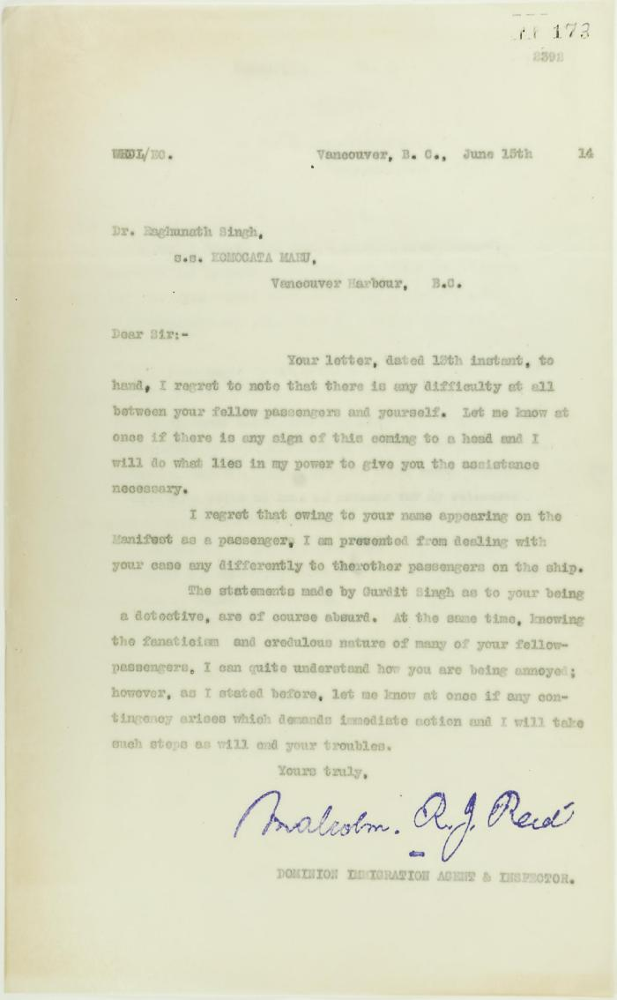 173
2392
WHDL/EC. Vancouver, B. C., June 15th 14
Dr. Raghunath Singh,
s.s. KOMOGATA MARU,
Vancouver Harbour, B.C.
Dear Sir:-
Your letter, dated 13th instant, to
hand, I regret to note that there is any difficulty at all
between your fellow passengers and yourself. Let me know at
once if there is any sign of this coming to a head and I
will do what lies in my power to give you the assistance
necessary.
I regret that owing to your name appearing on the
Manifest as a passenger, I am prevented from dealing with
your case any differently to therother passengers on the ship.
The statements made by Gurdit Singh as to your being
a detective, are of course absurd. At the same time, knowing
the fanaticism and credulous nature of many of your fellow-
passengers, I can quite understand how you are being annoyed;
however, as I stated before, let me know at once if any con-
tingency arises which demands immediate action and I will take
such steps as will end your troubles.
Yours truly,
Malcolm. R. J. Reid
DOMINION IMMIGRATION AGENT & INSPECTOR.